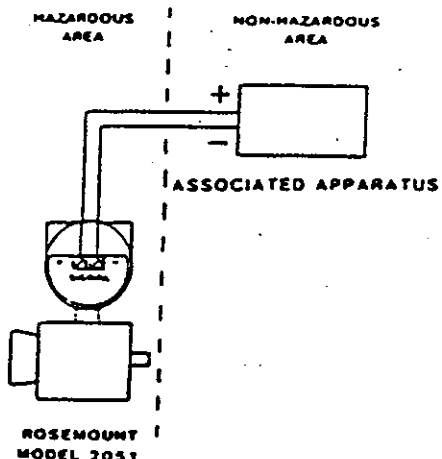 HAZARDOUS
AREA
NON-HAZARDOUS
AREA
+
−
ASSOCIATED APPARATUS
ROSEMOUNT
MODEL 2051